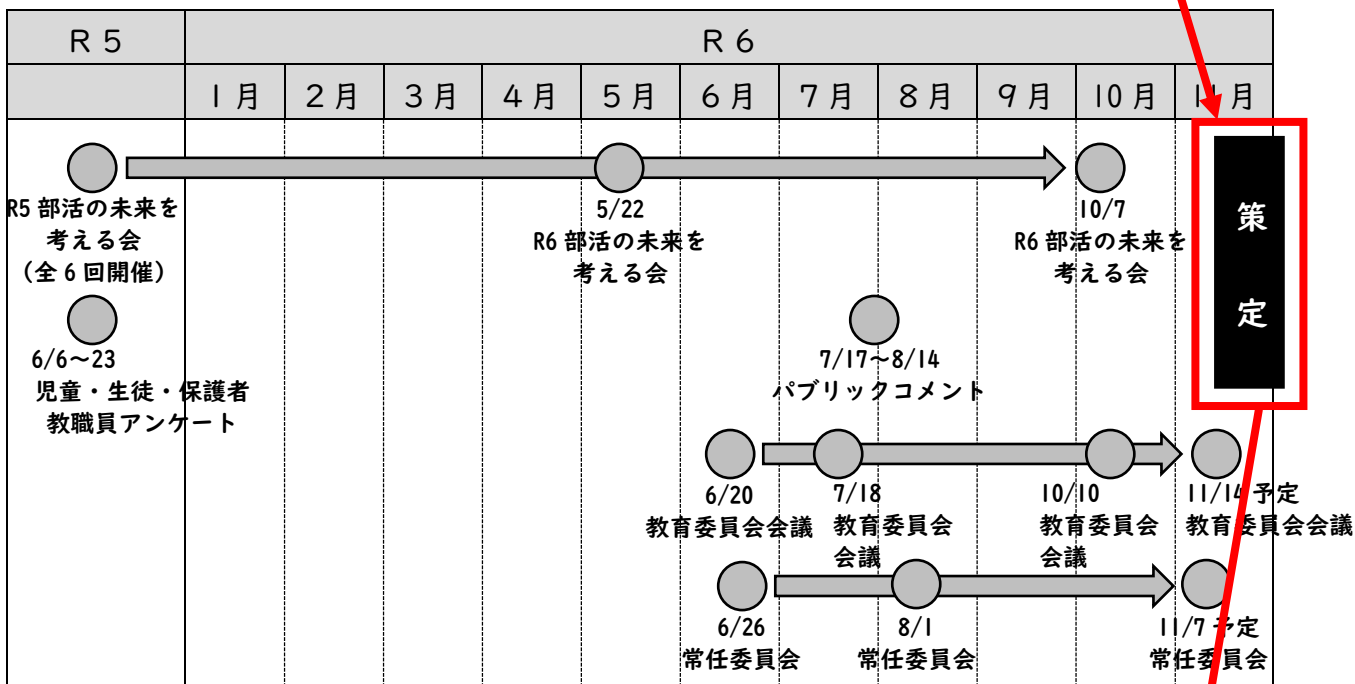 R５
R６
１月
２月
３月
４月
５月
６月
７月
８月
９月
10月
11月
R5 部活の未来を
考える会
（全６回開催）
5/22
R6 部活の未来を
考える会
10/7
R6 部活の未来を
考える会
策
定
6/6～23
児童・生徒・保護者
教職員アンケート
7/17～8/14
パブリックコメント
6/20
教育委員会会議
7/18
教育委員会
会議
10/10
教育委員会
会議
11/14 予定
教育委員会会議
6/26
常任委員会
8/1
常任委員会
11/7 予定
常任委員会